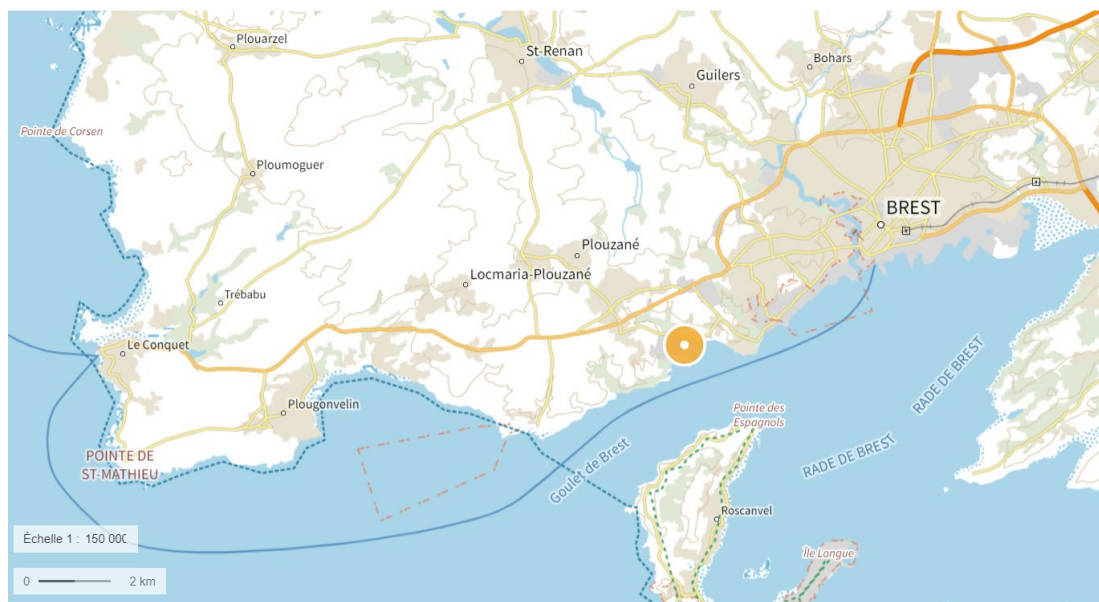 Plouarzel
St-Renan
Bohars
Guilers
Pointe de Corsen
Ploumoguer
BREST
Plouzané
Locmaria-Plouzané
Trébabu
Le Conquet
Plougonvelin
Pointe des
Espagnols
RADE DE BREST
RADE DE BREST
POINTE DE
ST-MATHIEU
Goulet de Brest
Roscanvel
Île Longue
Échelle 1 : 150 000
0 2 km